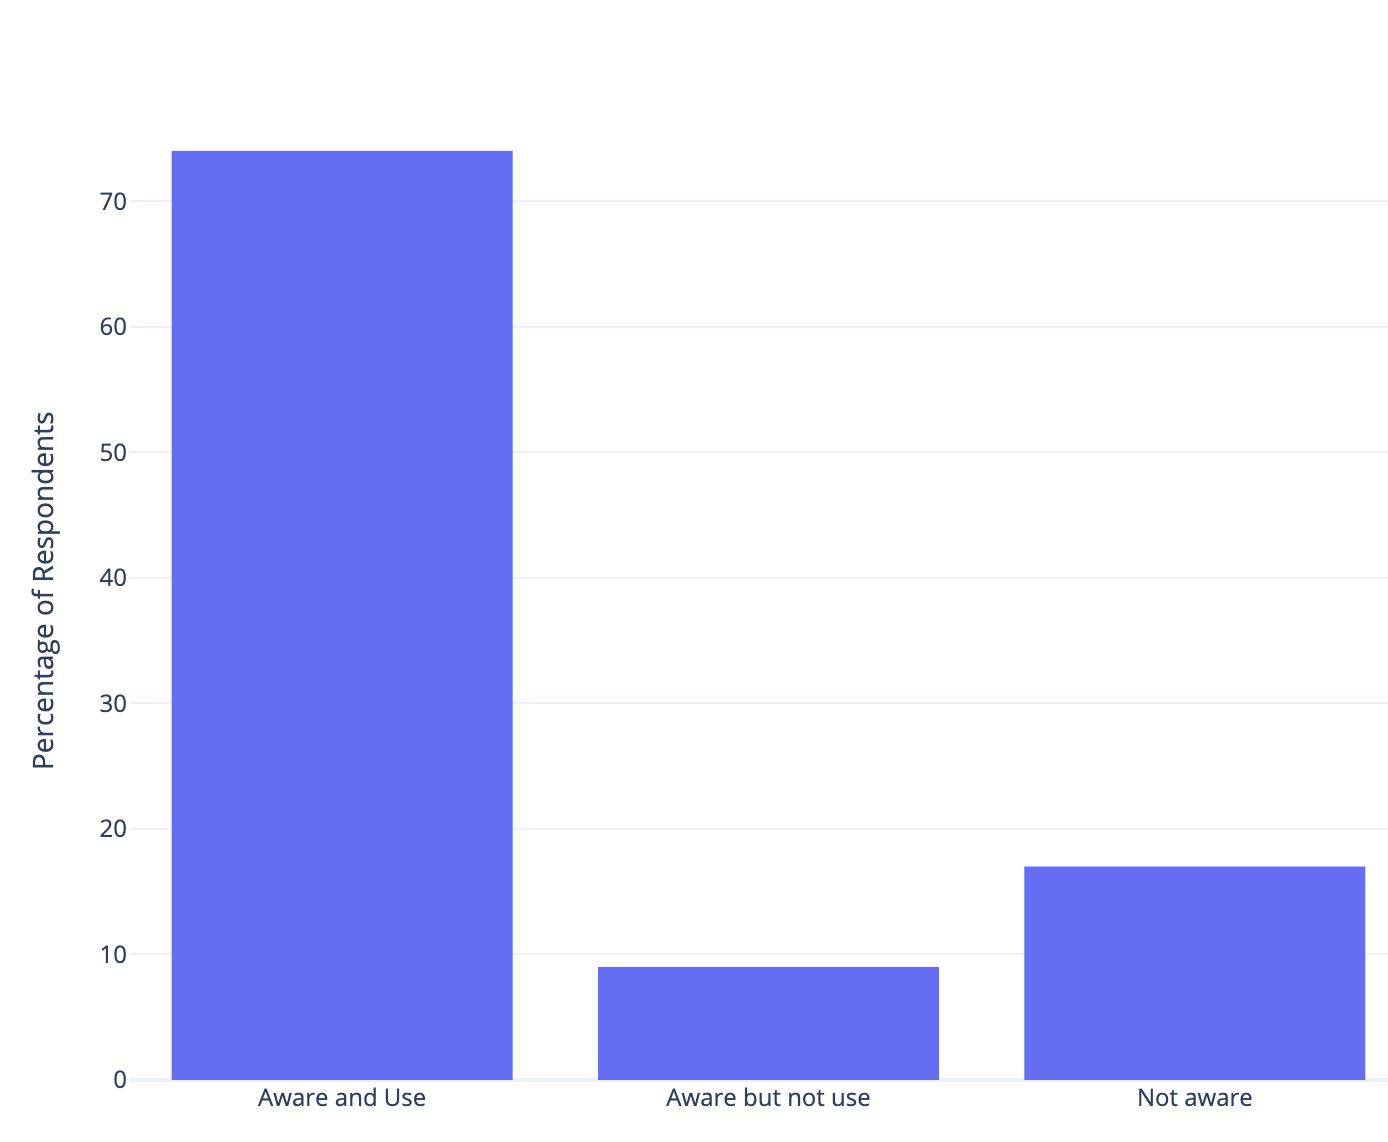 Percentage of Respondents
70
60
50
40
30
20
10
0
Aware and Use
Aware but not use
Not aware